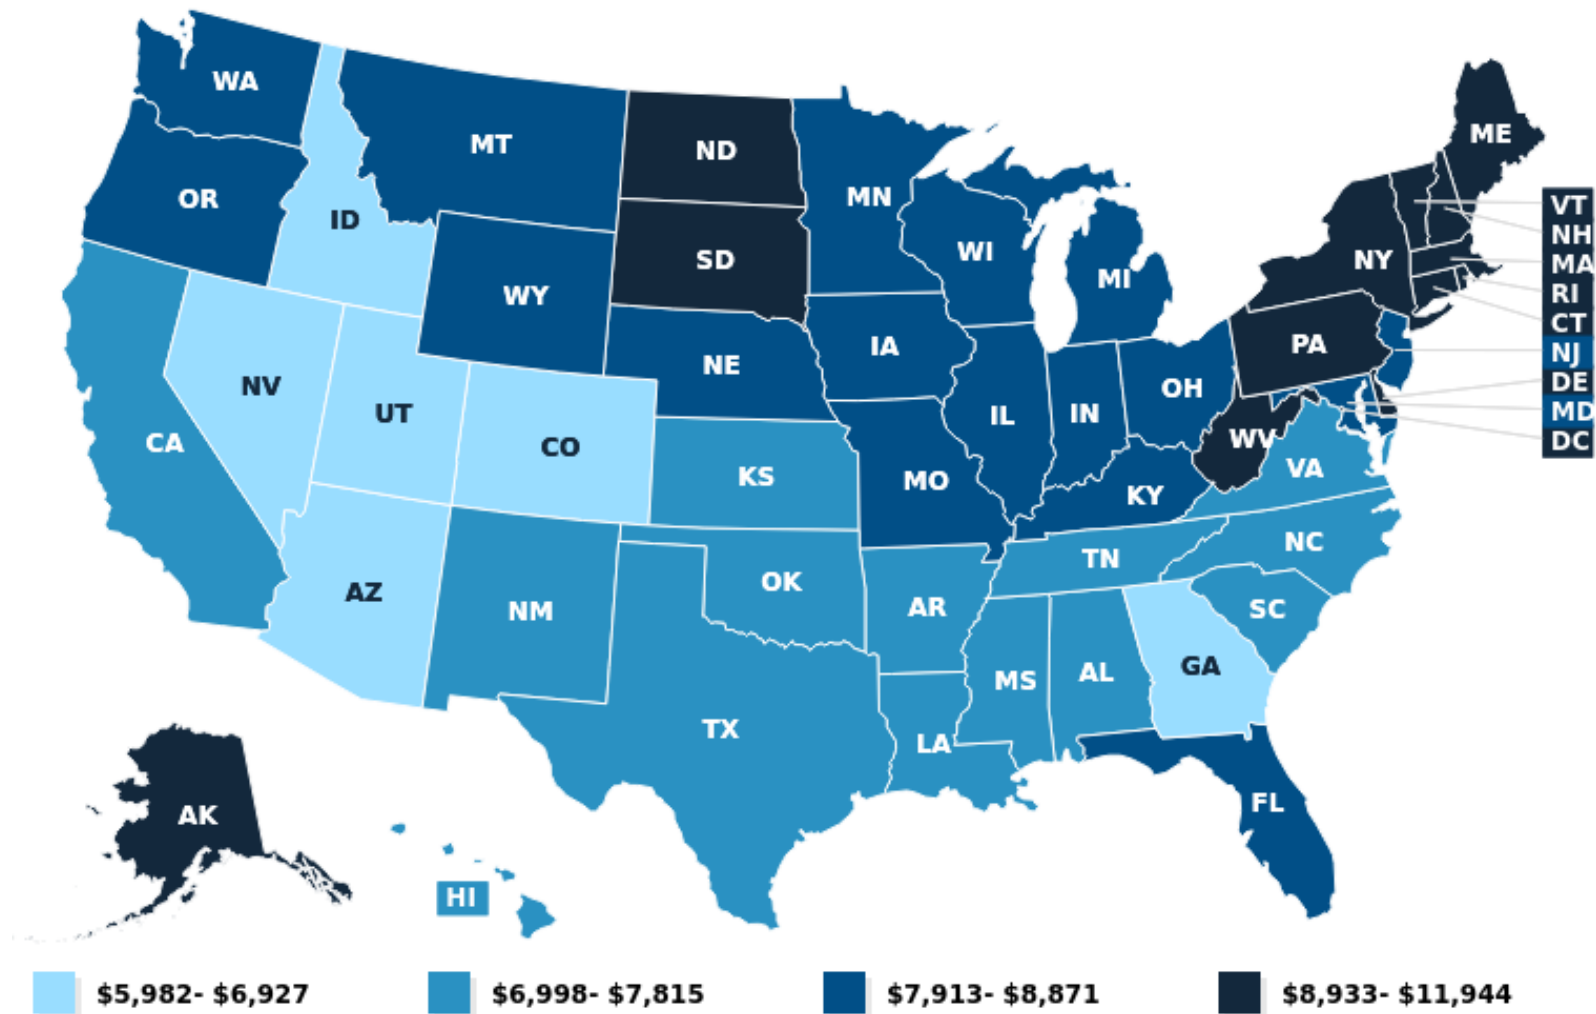 WA
MT
ND
ME
OR
ID
MN
VT
NH
SD
WI
NY
MA
WY
MI
RI
CT
NE
IA
PA
NJ
NV
UT
OH
DE
CO
IL
IN
MD
CA
WV
DC
KS
MO
KY
VA
AZ
OK
TN
NC
NM
AR
SC
MS
AL
GA
TX
LA
AK
FL
HI
$5,982- $6,927
$6,998- $7,815
$7,913- $8,871
$8,933- $11,944